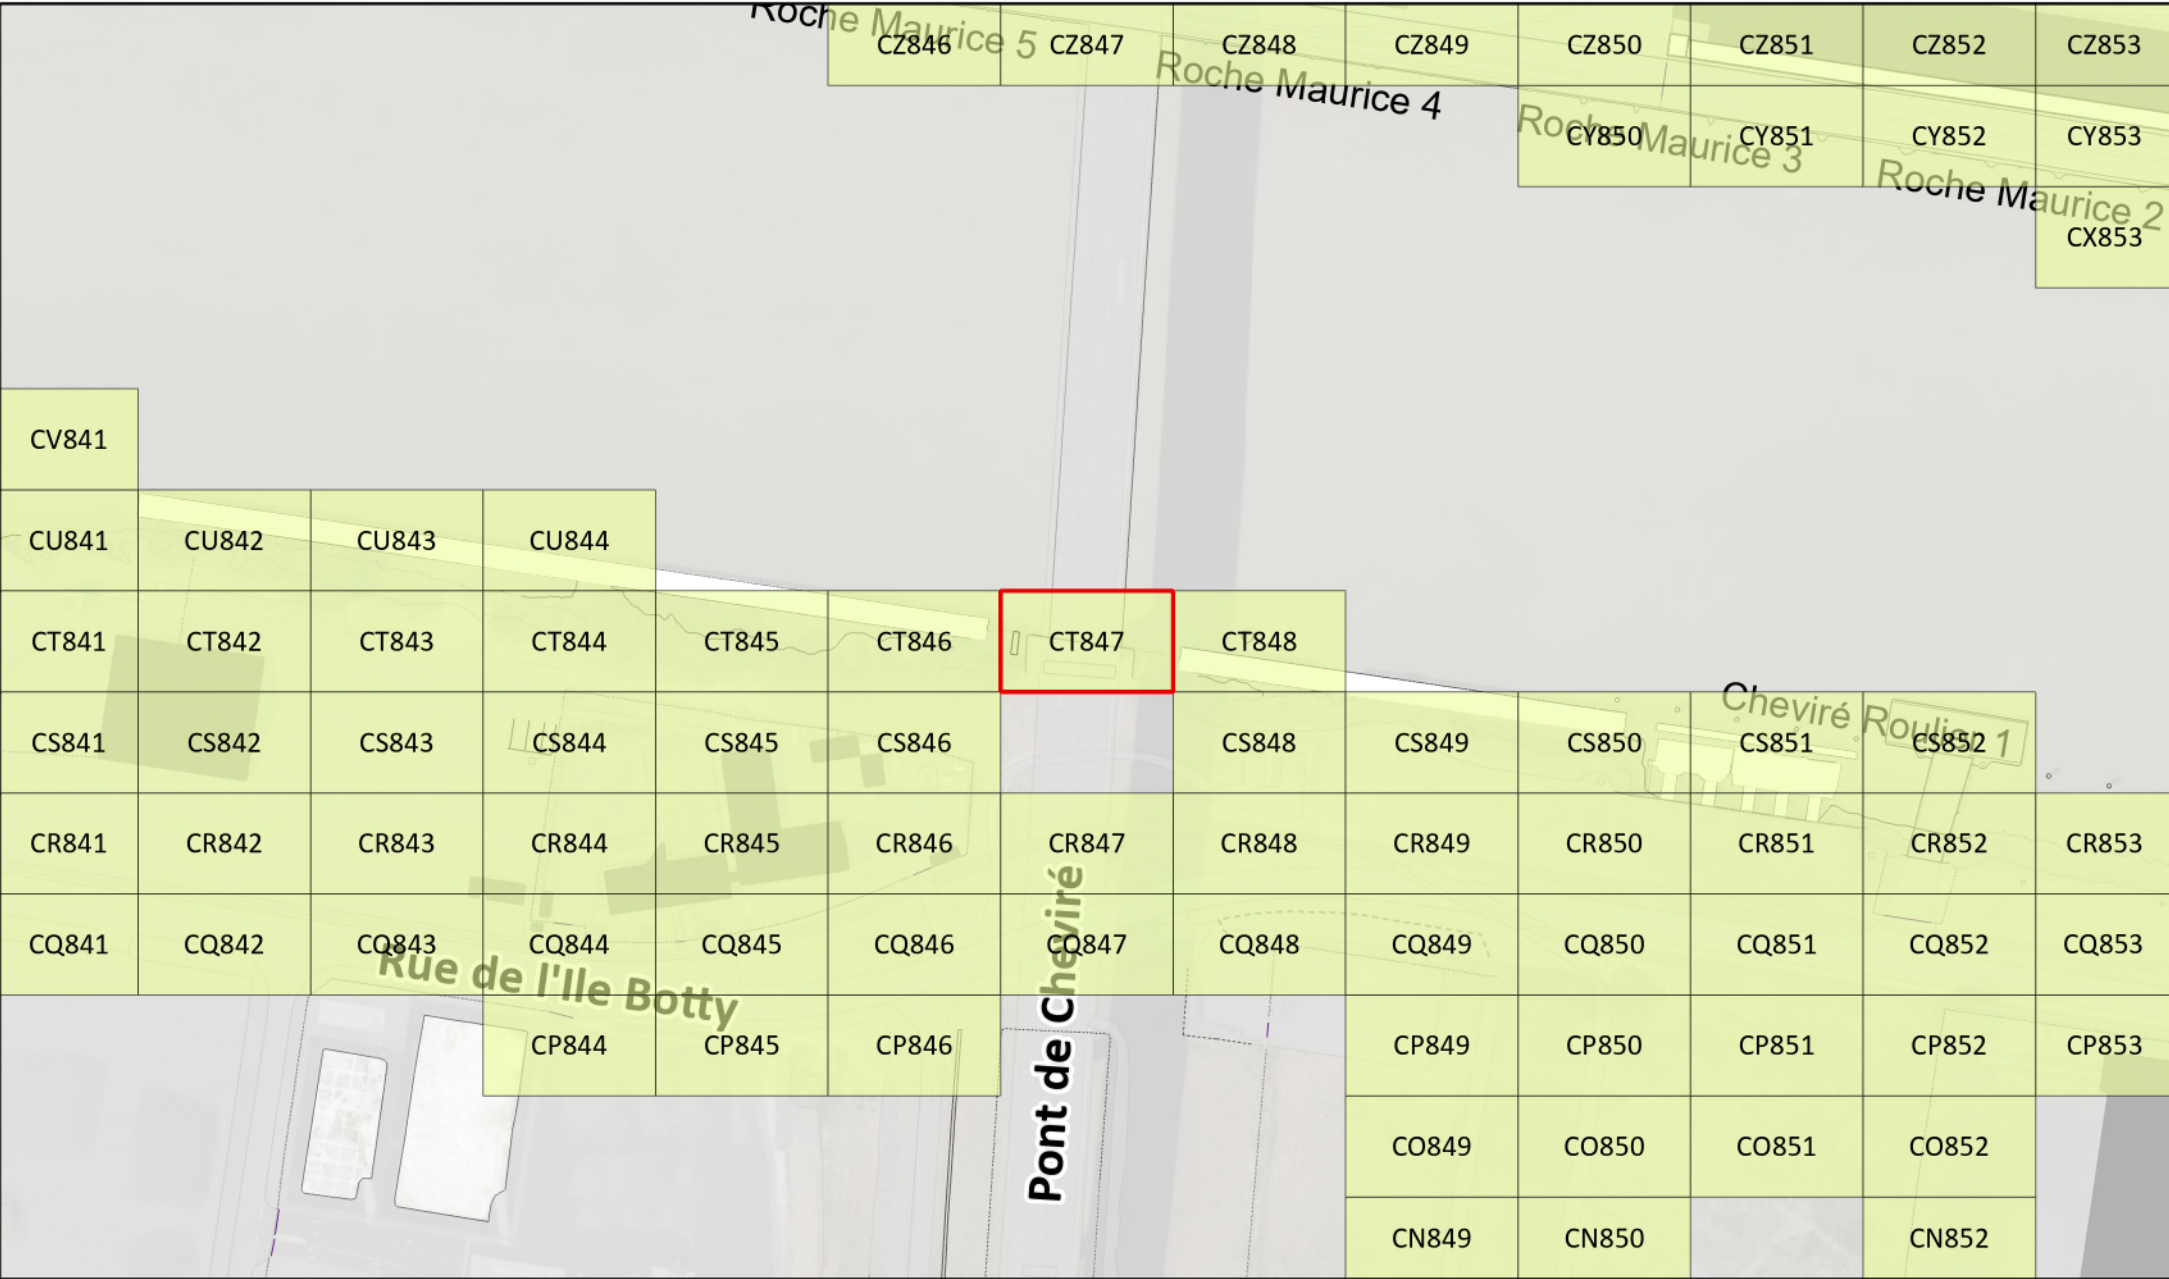 Roche Maurice 5
CZ846 CZ847 CZ848 CZ849 CZ850 CZ851 CZ852 CZ853
Roche Maurice 4
Roche Maurice 3
CY850 CY851 CY852 CY853
Roche Maurice 2
CX853
CV841
CU841 CU842 CU843 CU844
CT841 CT842 CT843 CT844 CT845 CT846 CT847 CT848
Cheviré Roulier 1
CS841 CS842 CS843 CS844 CS845 CS846 CS848 CS849 CS850 CS851 CS852
CR841 CR842 CR843 CR844 CR845 CR846 CR847 CR848 CR849 CR850 CR851 CR852 CR853
CQ841 CQ842 CQ843 CQ844 CQ845 CQ846 CQ847 CQ848 CQ849 CQ850 CQ851 CQ852 CQ853
Rue de l'Ile Botty
Pont de Cheviré
CP844 CP845 CP846 CP849 CP850 CP851 CP852 CP853
CO849 CO850 CO851 CO852
CN849 CN850 CN852